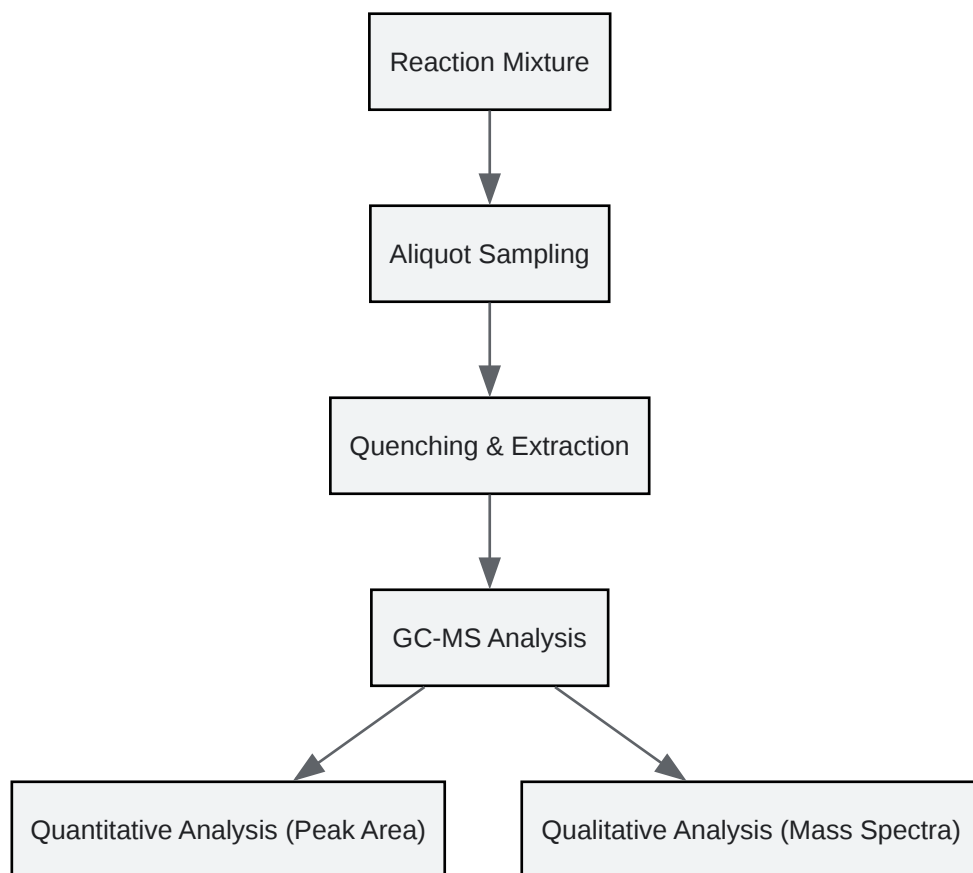 Reaction Mixture
Aliquot Sampling
Quenching & Extraction
GC-MS Analysis
Quantitative Analysis (Peak Area)
Qualitative Analysis (Mass Spectra)